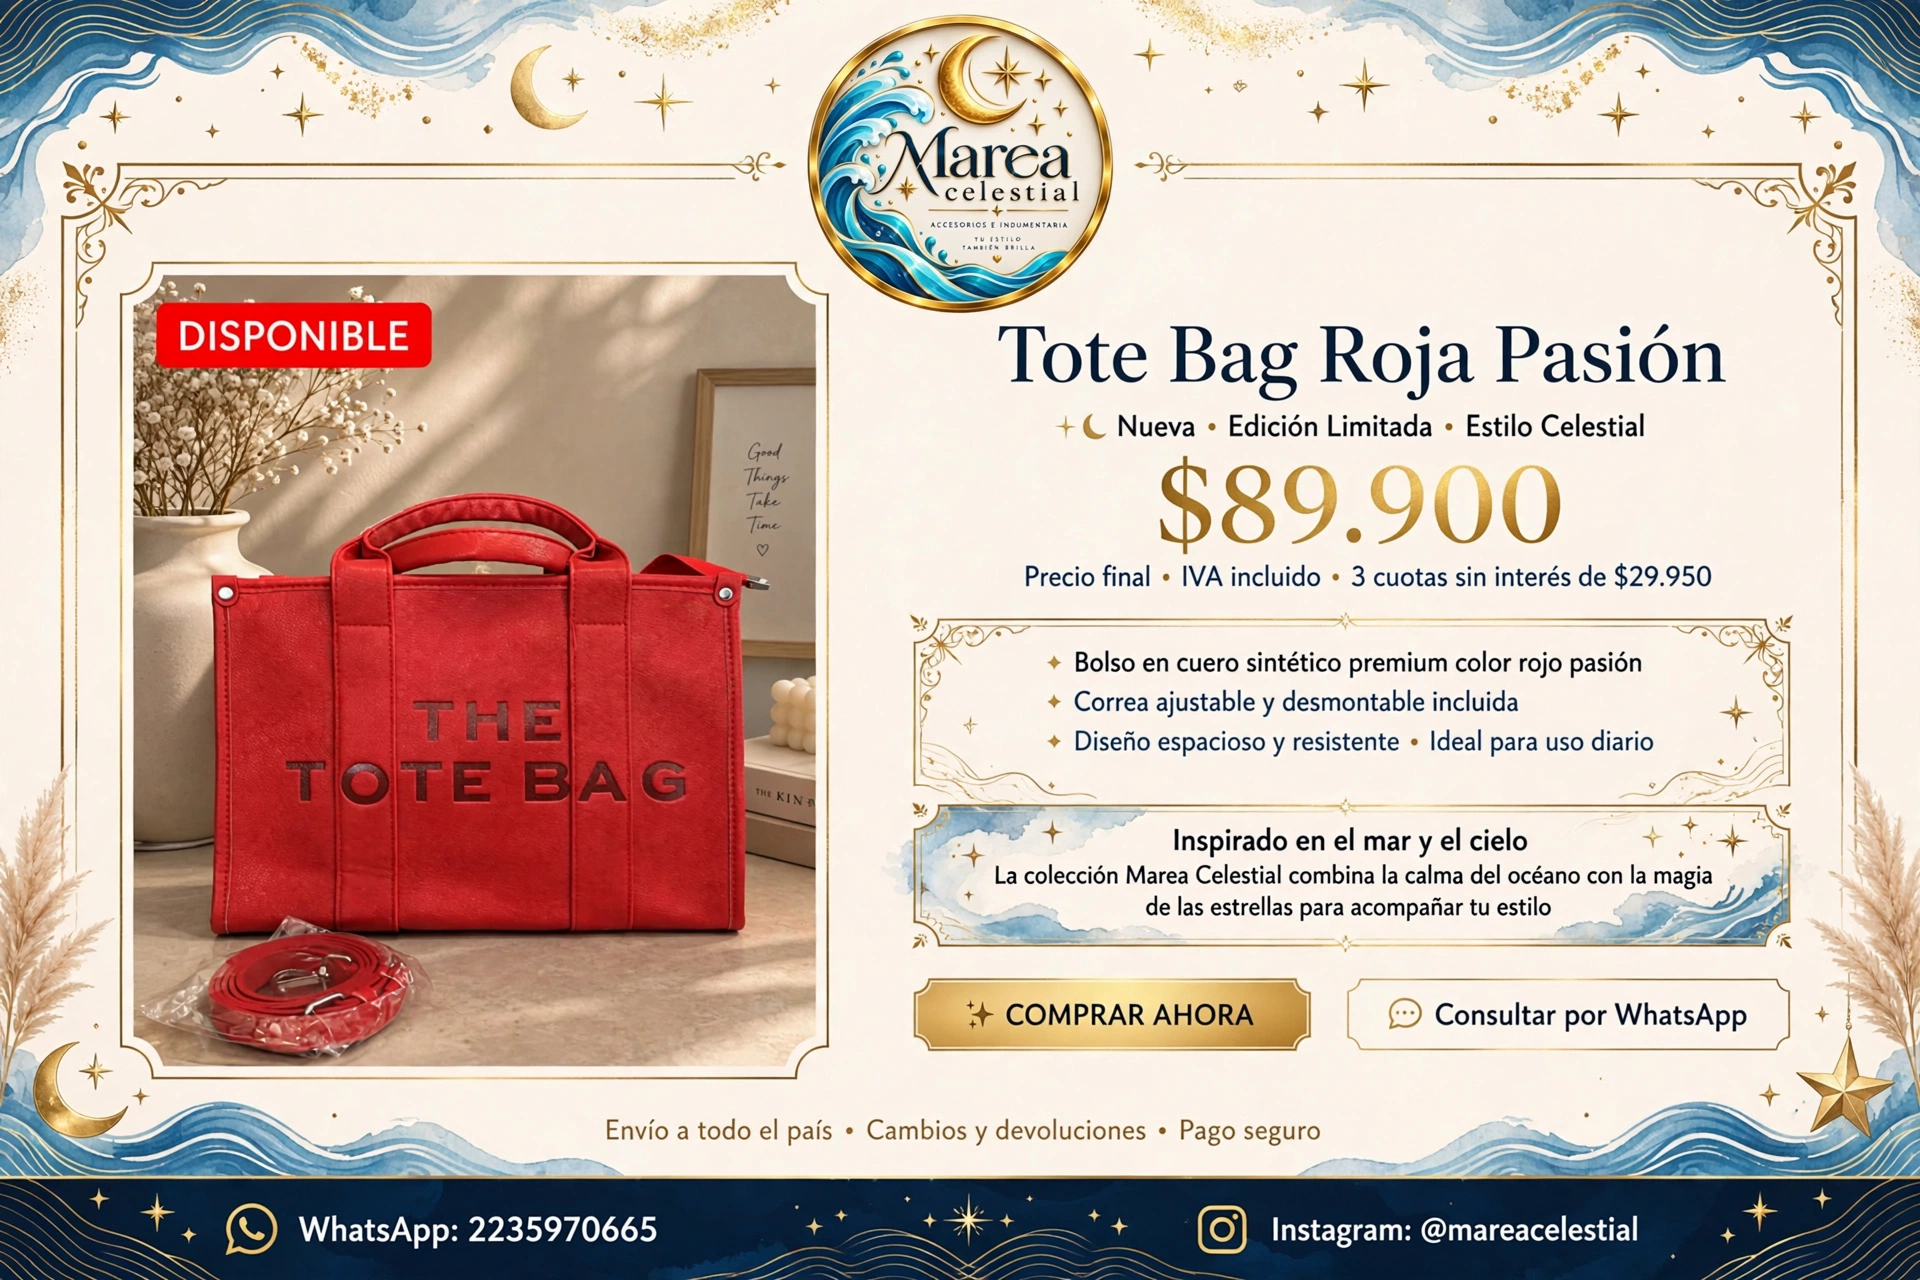 Marea
celestial
ACCESORIOS E INDUMENTARIA
TU ESTILO
TAMBIÉN BRILLA
DISPONIBLE
Good
Things
Take
Time
THE
TOTE BAG
THE KIN
Tote Bag Roja Pasión
Nueva • Edición Limitada • Estilo Celestial
$89.900
Precio final • IVA incluido • 3 cuotas sin interés de $29.950
Bolso en cuero sintético premium color rojo pasión
Correa ajustable y desmontable incluida
Diseño espacioso y resistente • Ideal para uso diario
Inspirado en el mar y el cielo
La colección Marea Celestial combina la calma del océano con la magia
de las estrellas para acompañar tu estilo
COMPRAR AHORA
Consultar por WhatsApp
Envío a todo el país • Cambios y devoluciones • Pago seguro
WhatsApp: 2235970665
Instagram: @mareacelestial